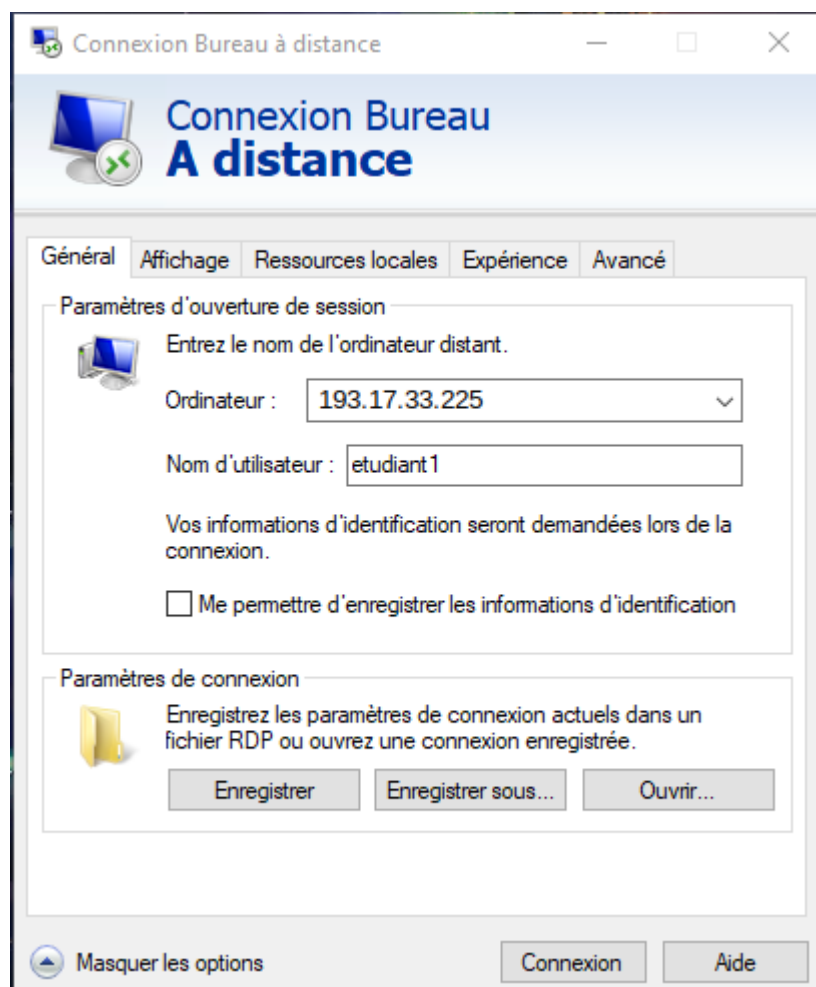 Connexion Bureau à distance
Connexion Bureau
A distance
Général Affichage Ressources locales Expérience Avancé
Paramètres d'ouverture de session
Entrez le nom de l'ordinateur distant.
Ordinateur : 193.17.33.225
Nom d'utilisateur : etudiant1
Vos informations d'identification seront demandées lors de la
connexion.
Me permettre d'enregistrer les informations d'identification
Paramètres de connexion
Enregistrez les paramètres de connexion actuels dans un
fichier RDP ou ouvrez une connexion enregistrée.
Enregistrer Enregistrer sous... Ouvrir...
Masquer les options Connexion Aide